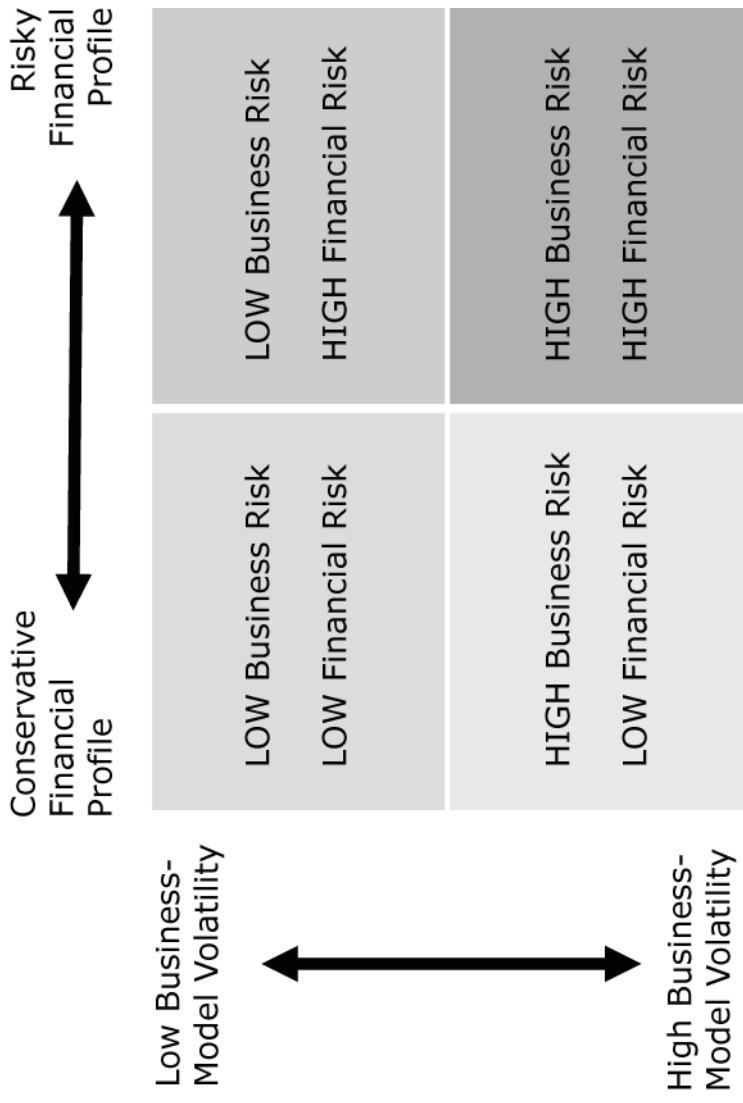 Conservative
Financial
Profile
Risky
Financial
Profile
Low Business-
Model Volatility
LOW Business Risk
LOW Financial Risk
LOW Business Risk
HIGH Financial Risk
High Business-
Model Volatility
HIGH Business Risk
LOW Financial Risk
HIGH Business Risk
HIGH Financial Risk